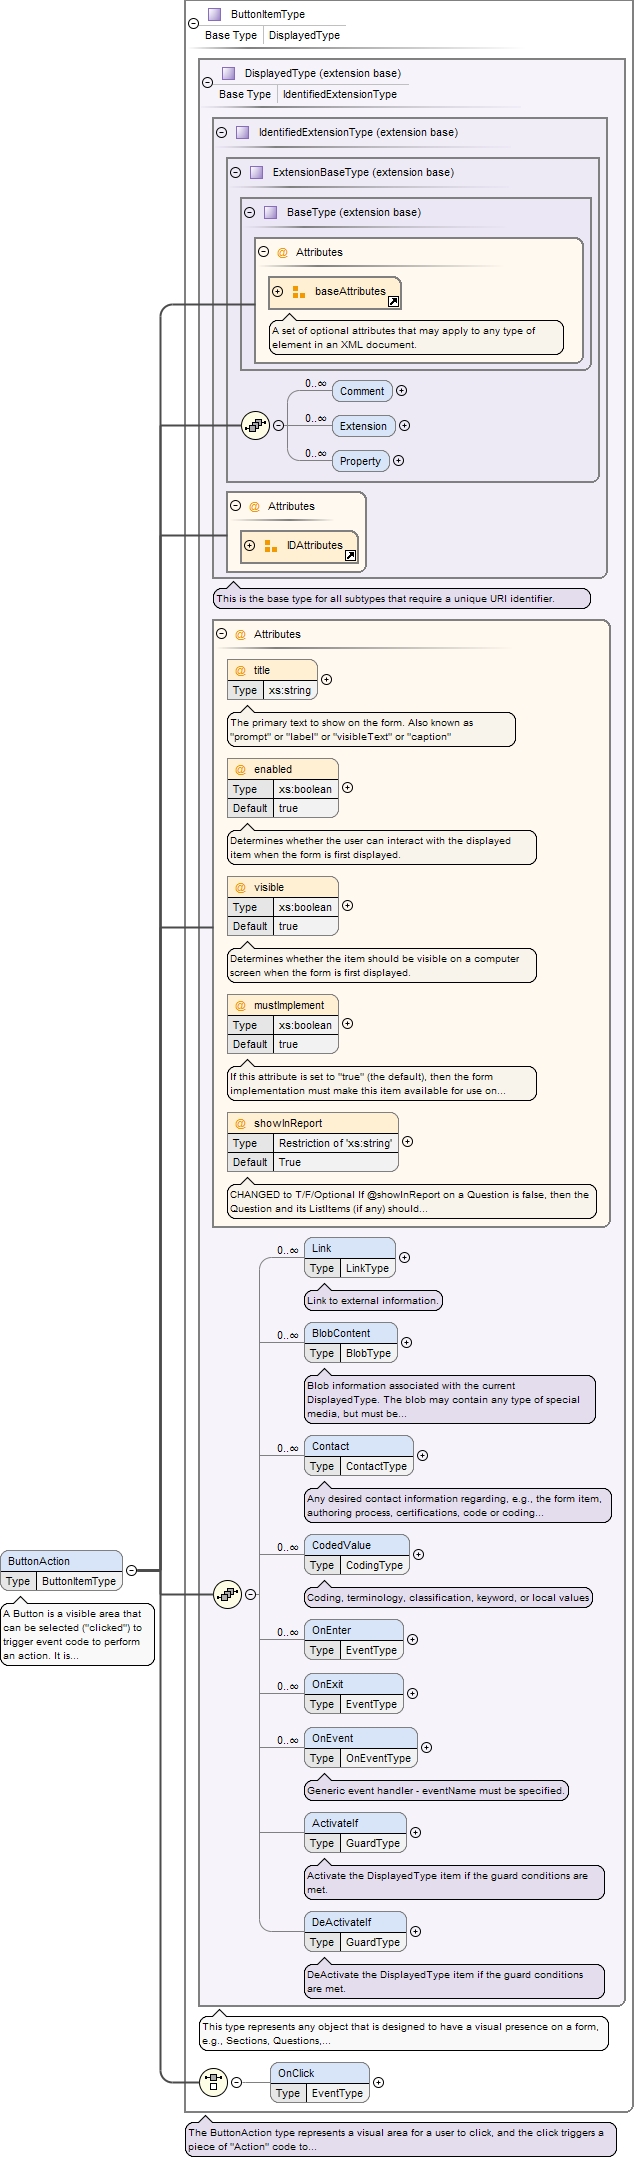 ButtonItemType
Base Type DisplayedType
DisplayedType (extension base)
Base Type IdentifiedExtensionType
IdentifiedExtensionType (extension base)
ExtensionBaseType (extension base)
BaseType (extension base)
@ Attributes
baseAttributes
A set of optional attributes that may apply to any type of
element in an XML document.
0..∞
Comment
0..∞
Extension
0..∞
Property
@ Attributes
IDAttributes
This is the base type for all subtypes that require a unique URI identifier.
@ Attributes
@ title
Type xs:string
The primary text to show on the form. Also known as
"prompt" or "label" or "visibleText" or "caption"
@ enabled
Type xs:boolean
Default true
Determines whether the user can interact with the displayed
item when the form is first displayed.
@ visible
Type xs:boolean
Default true
Determines whether the item should be visible on a computer
screen when the form is first displayed.
@ mustImplement
Type xs:boolean
Default true
If this attribute is set to "true" (the default), then the form
implementation must make this item available for use on...
@ showInReport
Type Restriction of 'xs:string'
Default True
CHANGED to T/F/Optional If @showInReport on a Question is false, then the
Question and its ListItems (if any) should...
0..∞ Link
Type LinkType
Link to external information.
0..∞ BlobContent
Type BlobType
Blob information associated with the current
DisplayedType. The blob may contain any type of special
media, but must be...
0..∞ Contact
Type ContactType
Any desired contact information regarding, e.g., the form item,
authoring process, certifications, code or coding...
0..∞ CodedValue
Type CodingType
Coding, terminology, classification, keyword, or local values
0..∞ OnEnter
Type EventType
0..∞ OnExit
Type EventType
0..∞ OnEvent
Type OnEventType
Generic event handler - eventName must be specified.
ActivateIf
Type GuardType
Activate the DisplayedType item if the guard conditions are
met.
DeActivateIf
Type GuardType
DeActivate the DisplayedType item if the guard conditions
are met.
ButtonAction
Type ButtonItemType
A Button is a visible area that
can be selected ("clicked") to
trigger event code to perform
an action. It is...
This type represents any object that is designed to have a visual presence on a form,
e.g., Sections, Questions,...
OnClick
Type EventType
The ButtonAction type represents a visual area for a user to click, and the click triggers a
piece of "Action" code to...